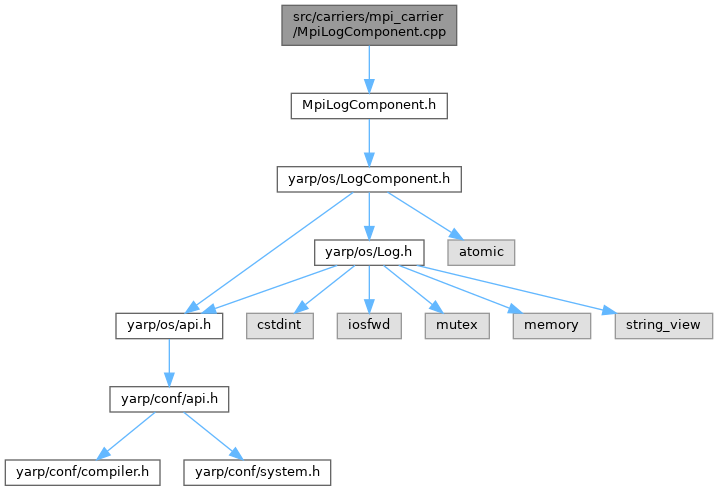 src/carriers/mpi_carrier
/MpiLogComponent.cpp
MpiLogComponent.h
yarp/os/LogComponent.h
yarp/os/Log.h
atomic
yarp/os/api.h
cstdint
iosfwd
mutex
memory
string_view
yarp/conf/api.h
yarp/conf/compiler.h
yarp/conf/system.h